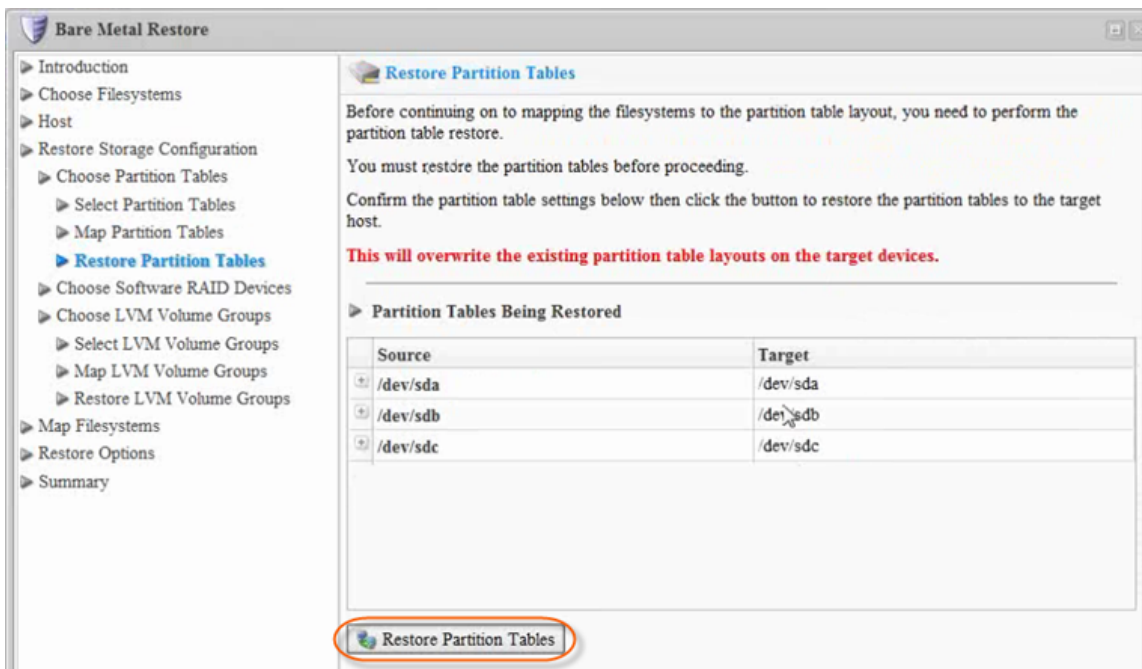 Bare Metal Restore
Introduction
Choose Filesystems
Host
Restore Storage Configuration
Choose Partition Tables
Select Partition Tables
Map Partition Tables
Restore Partition Tables
Choose Software RAID Devices
Choose LVM Volume Groups
Select LVM Volume Groups
Map LVM Volume Groups
Restore LVM Volume Groups
Map Filesystems
Restore Options
Summary
Restore Partition Tables
Before continuing on to mapping the filesystems to the partition table layout, you need to perform the
partition table restore.
You must restore the partition tables before proceeding.
Confirm the partition table settings below then click the button to restore the partition tables to the target
host.
This will overwrite the existing partition table layouts on the target devices.
Partition Tables Being Restored
Source Target
/dev/sda /dev/sda
/dev/sdb /dev/sdb
/dev/sdc /dev/sdc
Restore Partition Tables